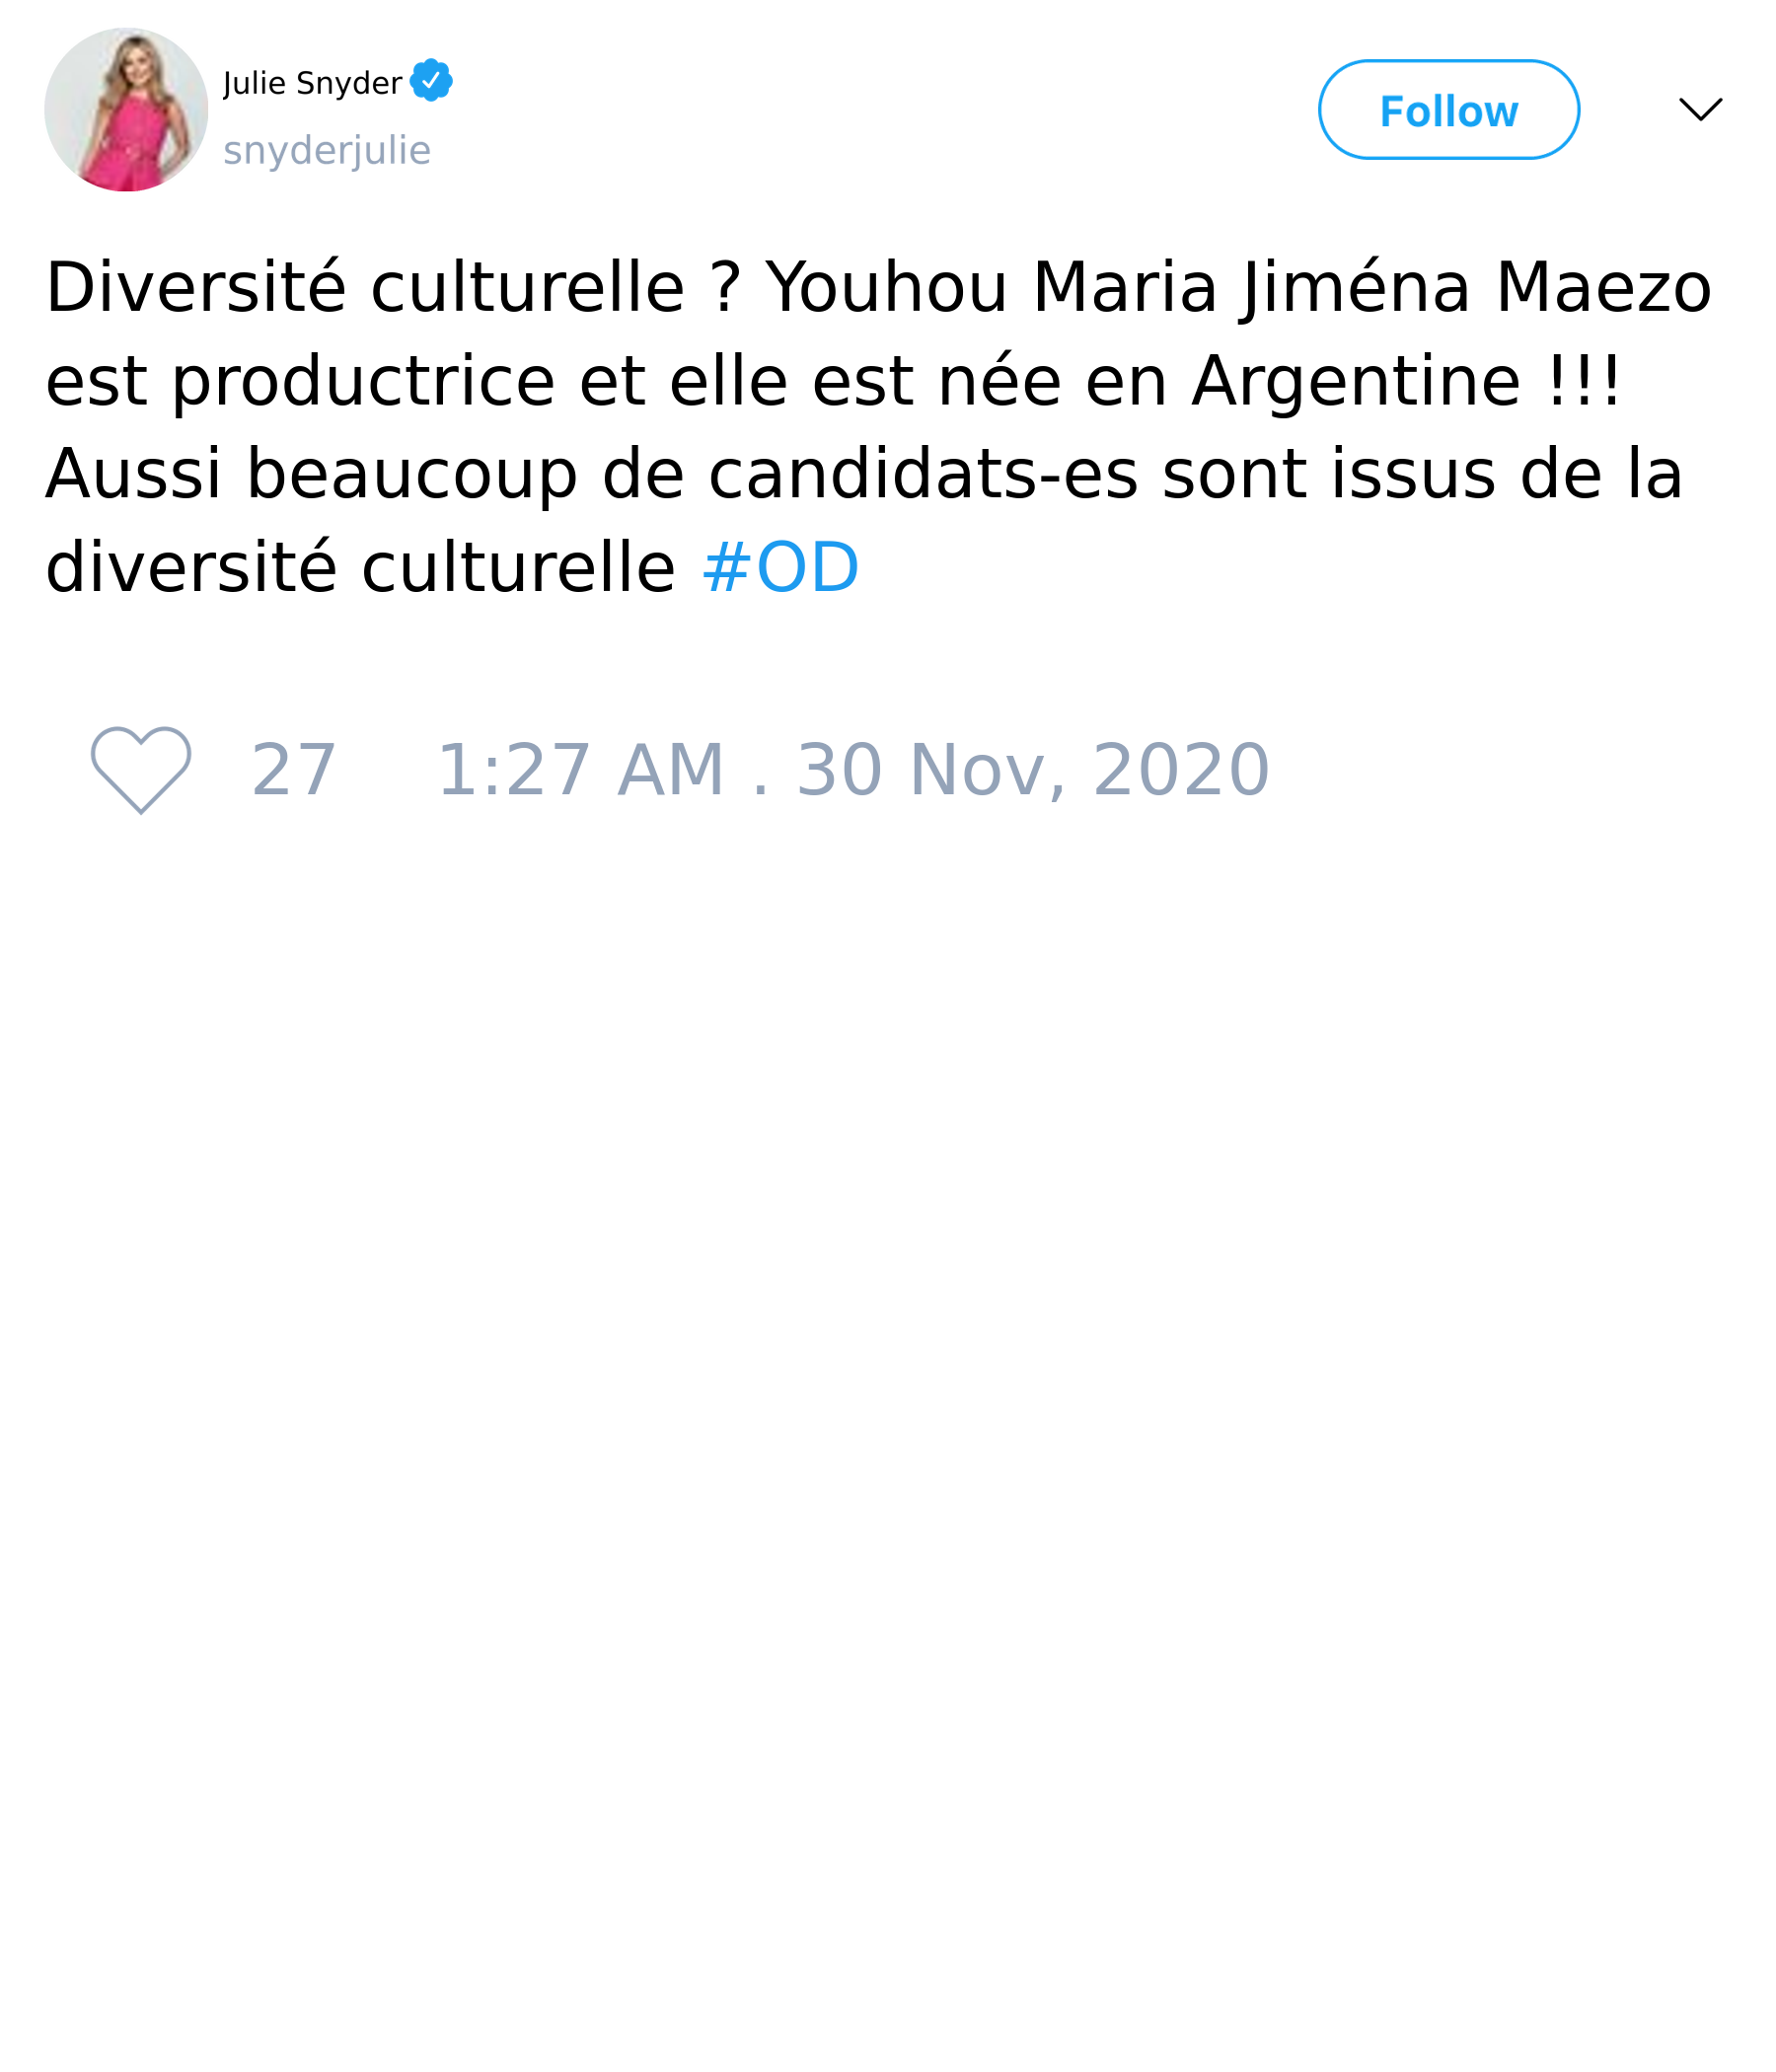 Julie Snyder
snyderjulie
Follow
Diversité culturelle ? Youhou Maria Jiména Maezo
est productrice et elle est née en Argentine !!!
Aussi beaucoup de candidats-es sont issus de la
diversité culturelle #OD
27 1:27 AM . 30 Nov, 2020